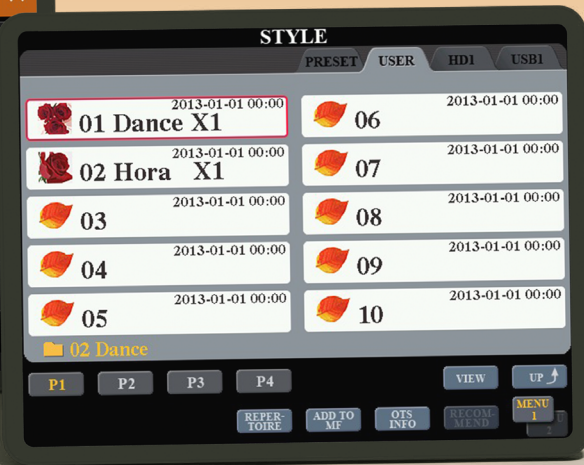 STYLE
PRESET USER HD1 USB1
2013-01-01 00:00
01 Dance X1
2013-01-01 00:00
02 Hora X1
2013-01-01 00:00
03
2013-01-01 00:00
04
2013-01-01 00:00
05
2013-01-01 00:00
06
2013-01-01 00:00
07
2013-01-01 00:00
08
2013-01-01 00:00
09
2013-01-01 00:00
10
02 Dance
P1 P2 P3 P4 VIEW UP
REPER-
TOIRE
ADD TO
MF
OTS
INFO
RECOM-
MEND
MENU
1
2